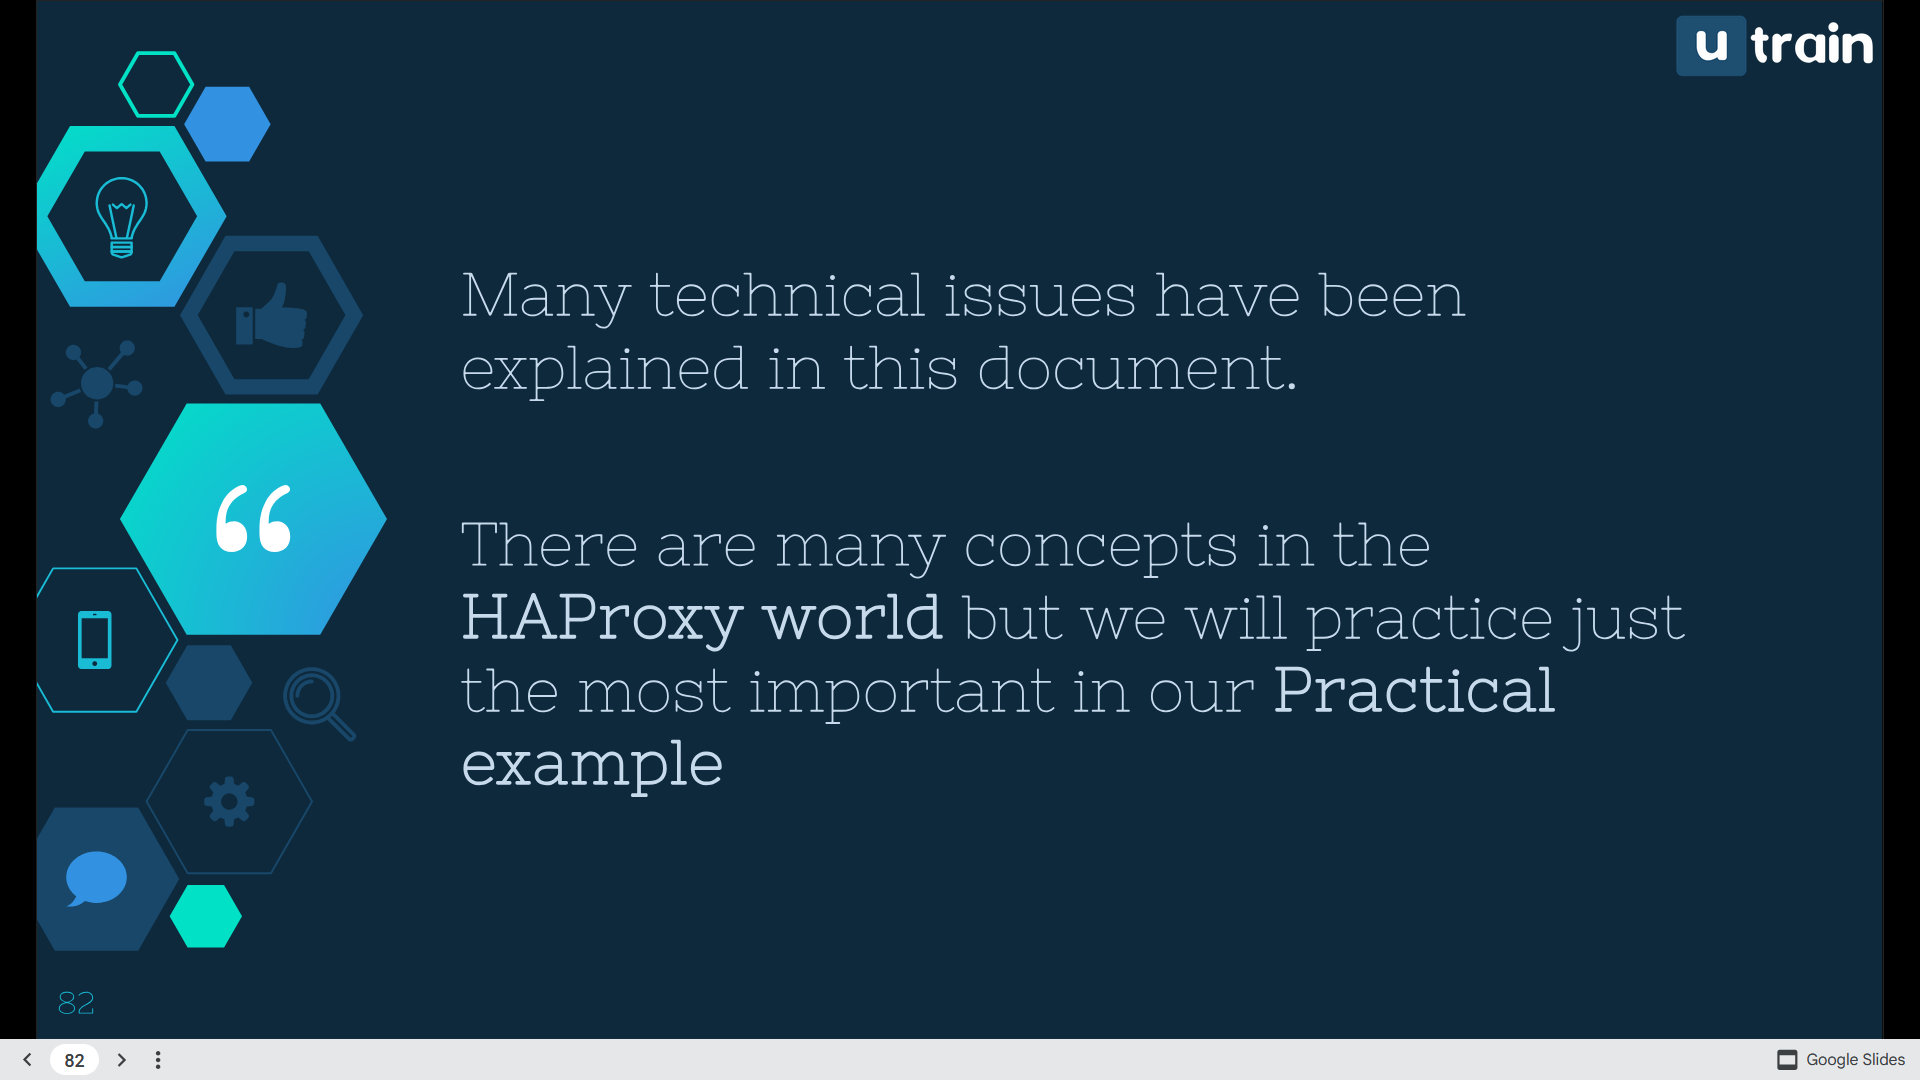 u train
Many technical issues have been
explained in this document.
There are many concepts in the
HAProxy world but we will practice just
the most important in our Practical
example
“
82
82
Google Slides